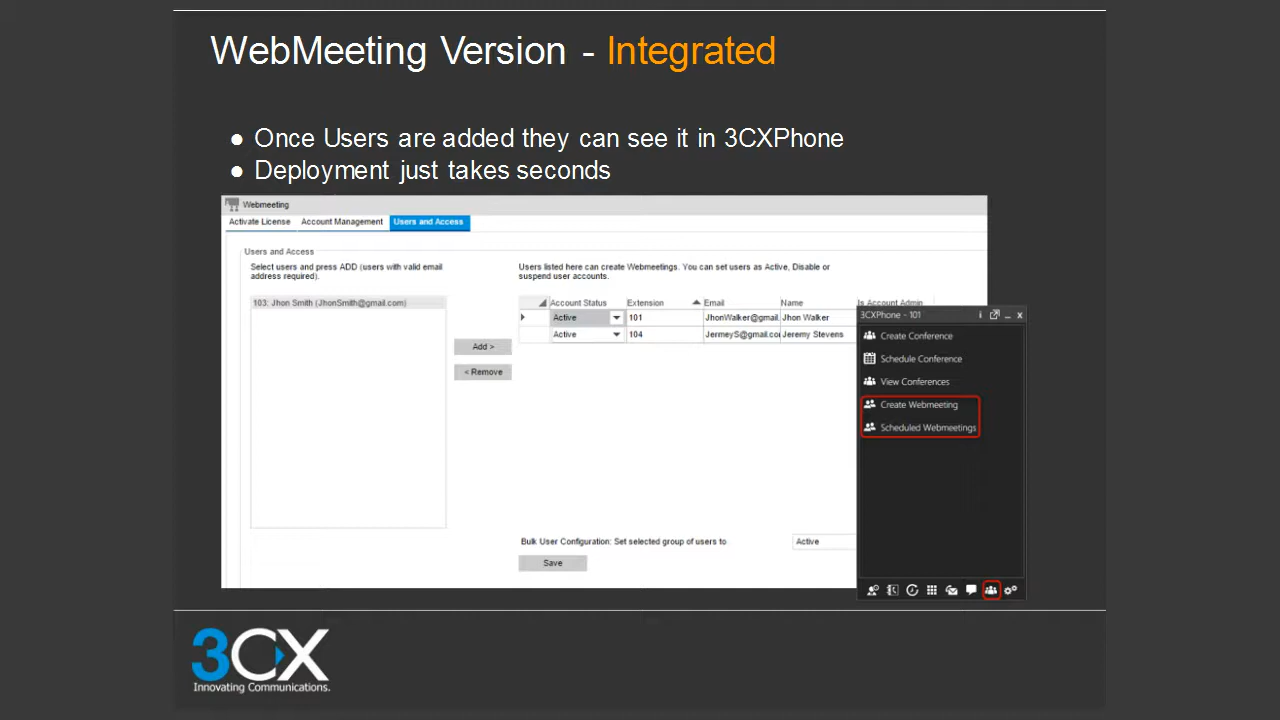 WebMeeting Version - Integrated
● Once Users are added they can see it in 3CXPhone
● Deployment just takes seconds
Webmeeting
Activate License Account Management Users and Access
Users and Access
Select users and press ADD (users with valid email
address required).
Users listed here can create Webmeetings. You can set users as Active, Disable or
suspend user accounts.
103: Jhon Smith (JhonSmith@gmail.com)
Account Status Extension Email Name Is Account Admin
Active 101 JhonWalker@gmail. Jhon Walker
Active 104 JermeyS@gmail.co Jeremy Stevens
Add >
< Remove
Bulk User Configuration: Set selected group of users to Active
Save
3CXPhone - 101
Create Conference
Schedule Conference
View Conferences
Create Webmeeting
Scheduled Webmeetings
3CX
Innovating Communications.